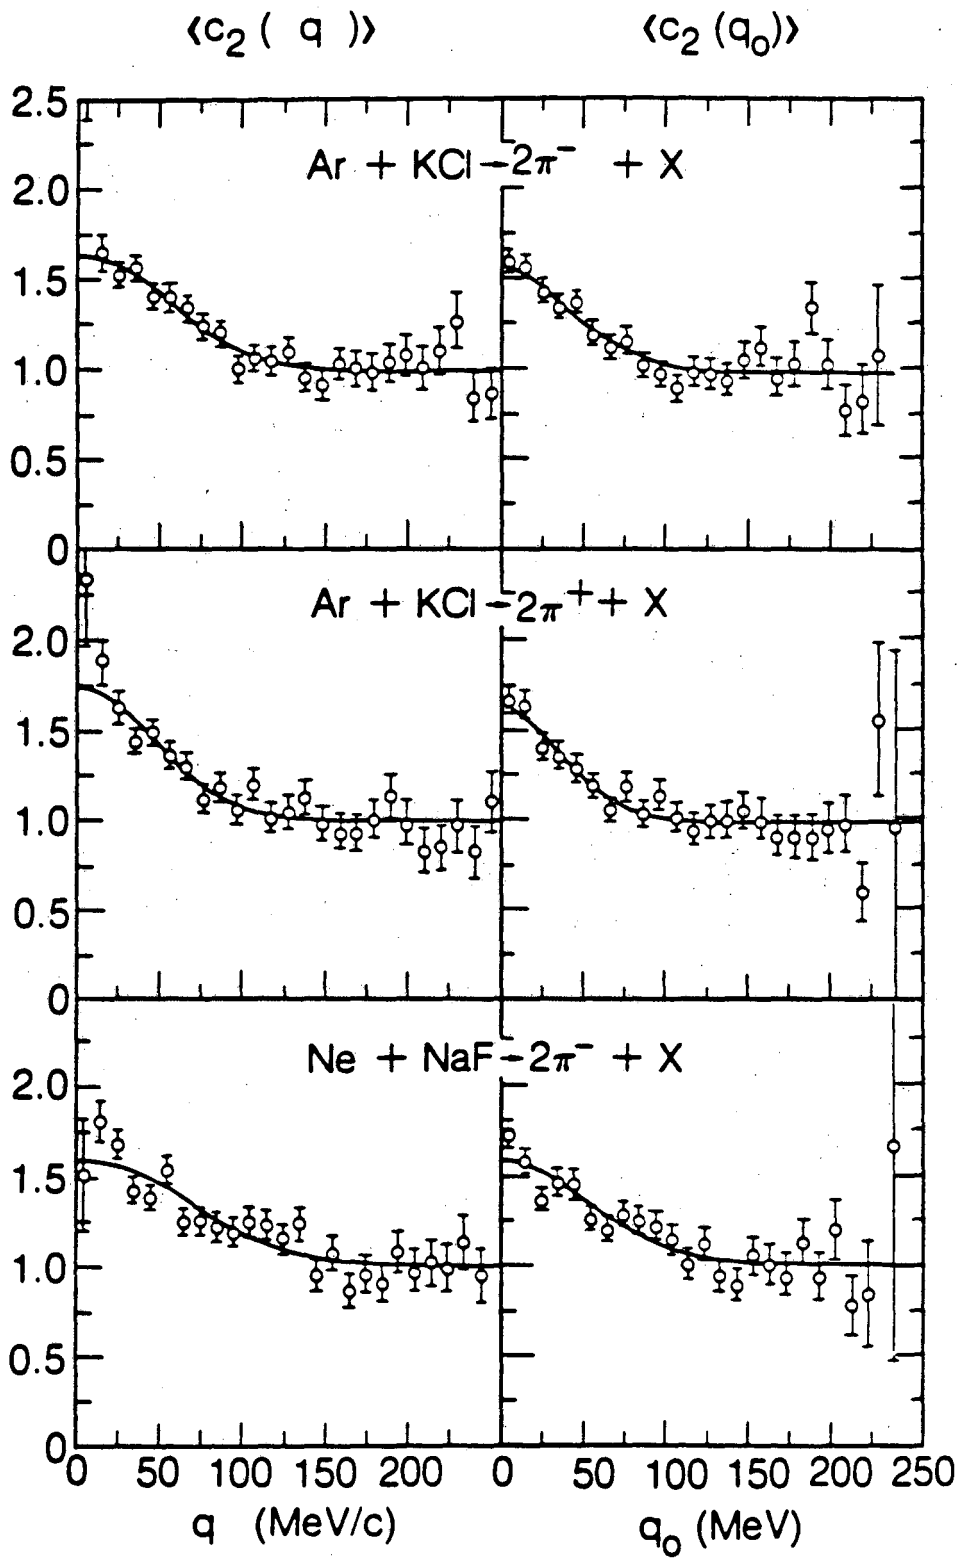 ⟨c₂ ( q )⟩ ⟨c₂ (q₀)⟩
2.5
Ar + KCl – 2π⁻ + X
2.0
1.5
1.0
0.5
0
Ar + KCl – 2π⁺ + X
2.0
1.5
1.0
0.5
0
Ne + NaF – 2π⁻ + X
2.0
1.5
1.0
0.5
0
0 50 100 150 200 0 50 100 150 200 250
q (MeV/c) q₀ (MeV)